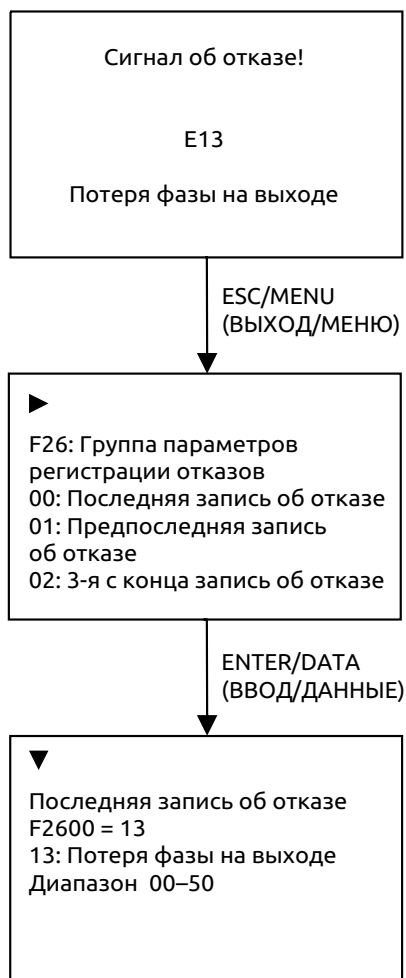 Сигнал об отказе!
E13
Потеря фазы на выходе
ESC/MENU
(ВЫХОД/МЕНЮ)
F26: Группа параметров
регистрации отказов
00: Последняя запись об отказе
01: Предпоследняя запись
об отказе
02: 3-я с конца запись об отказе
ENTER/DATA
(ВВОД/ДАННЫЕ)
Последняя запись об отказе
F2600 = 13
13: Потеря фазы на выходе
Диапазон 00–50